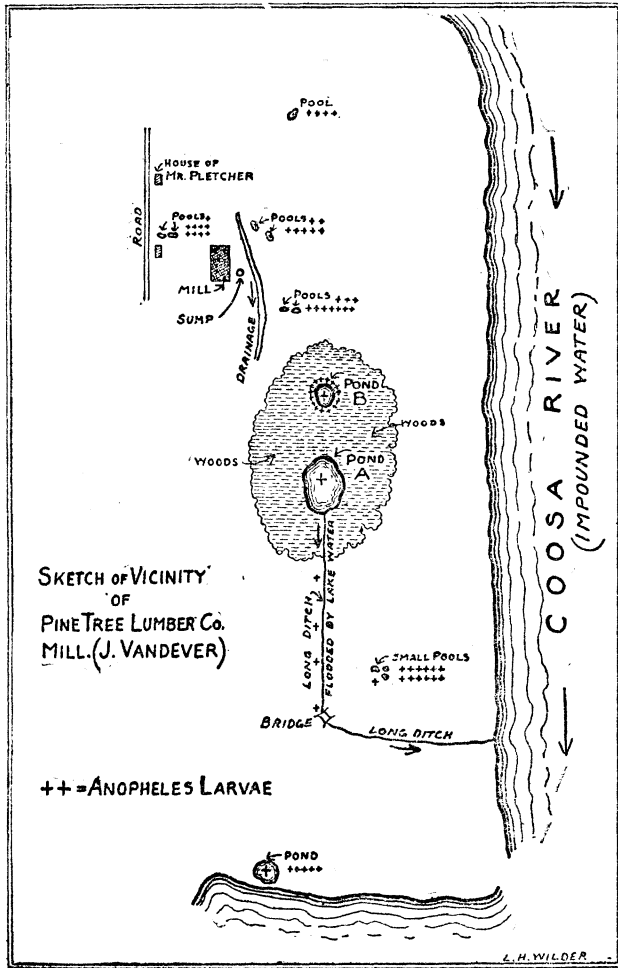 POOL
++++
HOUSE OF
MR. PLETCHER
ROAD
POOLS+
++++
++++
POOLS++
+++++
MILL
SUMP
POOLS+++
+++++++
DRAINAGE
POND
B
WOODS
WOODS
POND
A
COOSA RIVER
(IMPOUNDED WATER)
SKETCH OF VICINITY
OF
PINE TREE LUMBER CO.
MILL. (J. VANDEVER)
LONG DITCH
FLOODED BY LAKE WATER
SMALL POOLS
++++++
++++++
BRIDGE
LONG DITCH
++=ANOPHELES LARVAE
POND
+++++
L.H. WILDER